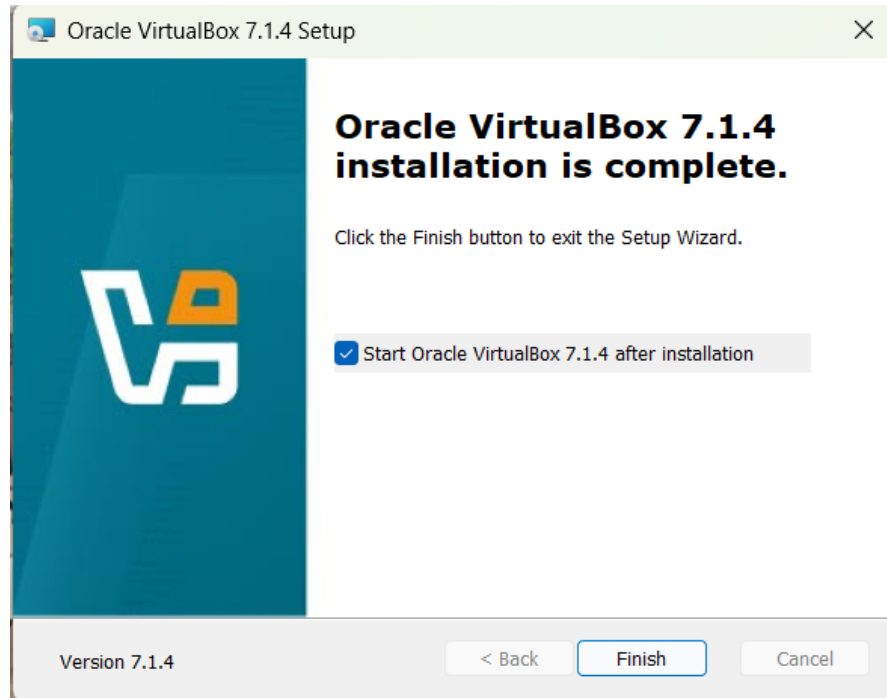 Oracle VirtualBox 7.1.4 Setup
Oracle VirtualBox 7.1.4
installation is complete.
Click the Finish button to exit the Setup Wizard.
Start Oracle VirtualBox 7.1.4 after installation
Version 7.1.4
< Back
Finish
Cancel